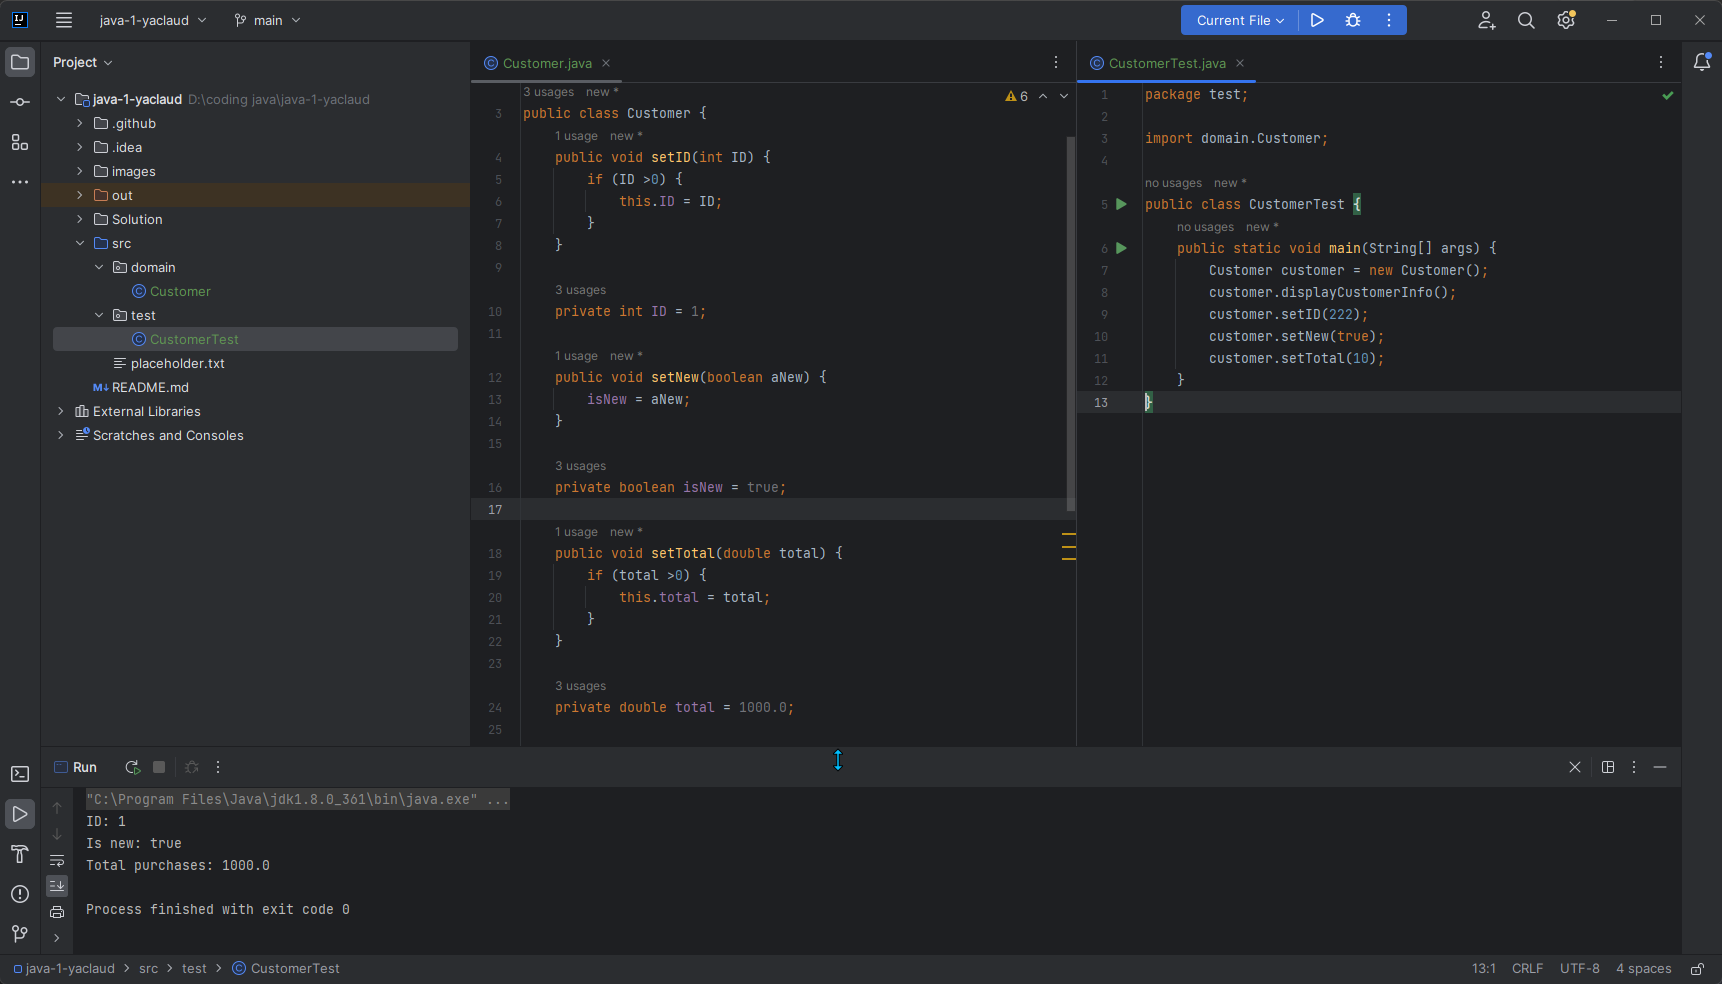 java-1-yaclaud main Current File
Project
java-1-yaclaud D:\coding java\java-1-yaclaud
.github
.idea
images
out
Solution
src
domain
Customer
test
CustomerTest
placeholder.txt
README.md
External Libraries
Scratches and Consoles
Customer.java
3 usages new *
6
3 public class Customer {
1 usage new *
4 public void setID(int ID) {
5 if (ID >0) {
6 this.ID = ID;
7 }
8 }
9
3 usages
10 private int ID = 1;
11
1 usage new *
12 public void setNew(boolean aNew) {
13 isNew = aNew;
14 }
15
3 usages
16 private boolean isNew = true;
17
1 usage new *
18 public void setTotal(double total) {
19 if (total >0) {
20 this.total = total;
21 }
22 }
23
3 usages
24 private double total = 1000.0;
25
CustomerTest.java
1 package test;
2
3 import domain.Customer;
4
no usages new *
5 public class CustomerTest {
no usages new *
6 public static void main(String[] args) {
7 Customer customer = new Customer();
8 customer.displayCustomerInfo();
9 customer.setID(222);
10 customer.setNew(true);
11 customer.setTotal(10);
12 }
13 }
Run
"C:\Program Files\Java\jdk1.8.0_361\bin\java.exe" ...
ID: 1
Is new: true
Total purchases: 1000.0
Process finished with exit code 0
java-1-yaclaud > src > test > CustomerTest
13:1 CRLF UTF-8 4 spaces